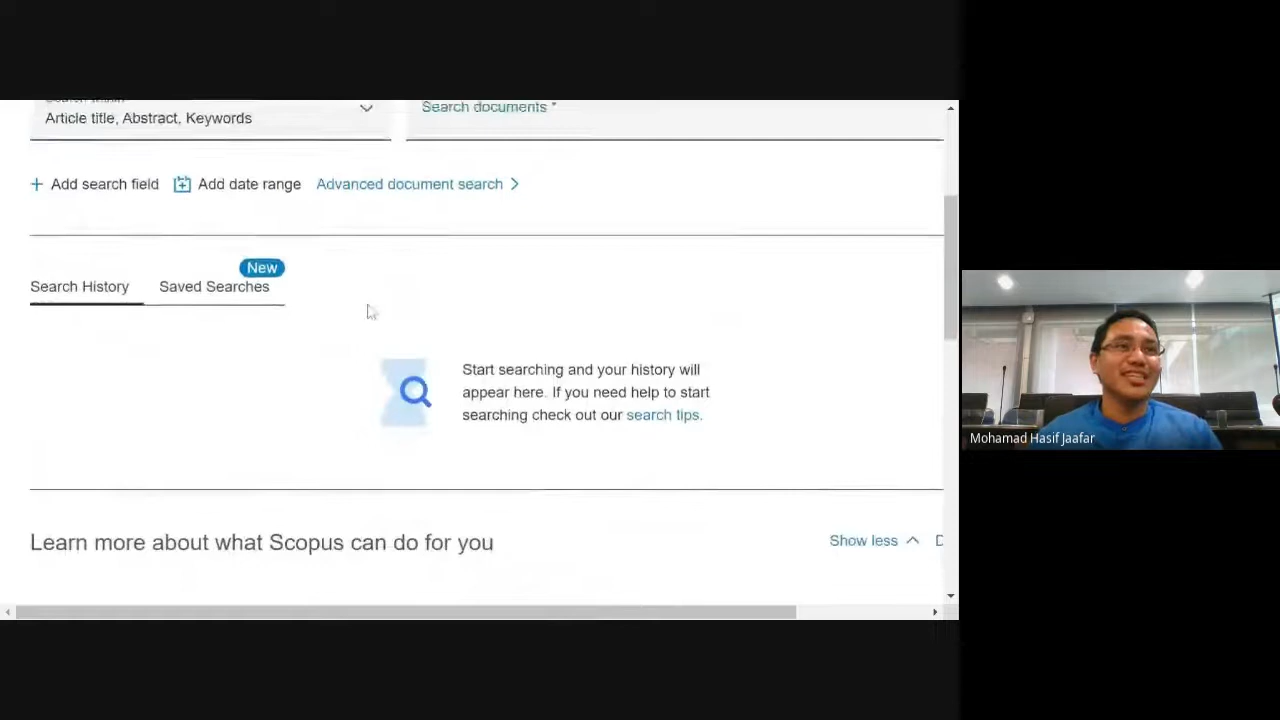 Search documents *
Article title, Abstract, Keywords
Add search field
Add date range
Advanced document search
New
Search History
Saved Searches
Start searching and your history will
appear here. If you need help to start
searching check out our search tips.
Learn more about what Scopus can do for you
Show less
Mohamad Hasif Jaafar